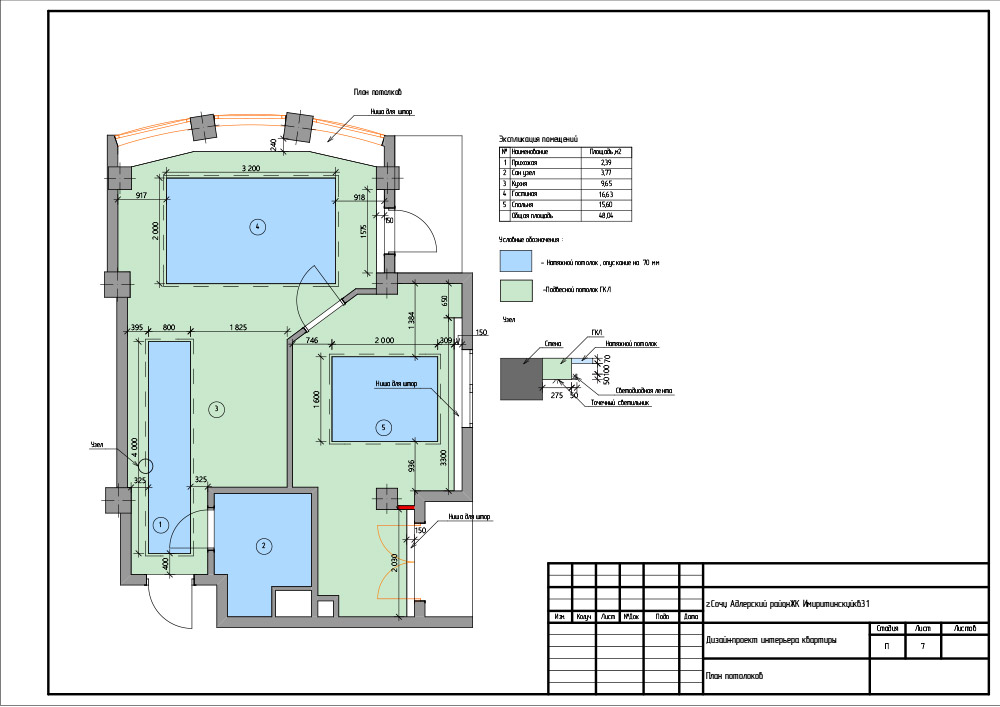 План потолков
Ниша для штор
240
3 200
917
918
150
2 000
1575
4
650
1 384
395
800
1 825
746
2 000
309
150
Ниша для штор
1 600
3
5
Узел
4 000
325
325
936
3300
1
2
Ниша для штор
150
2 030
400
Экспликация помещений
№ Наименование Площадь,м2
1 Прихожая 2,39
2 Сан узел 3,77
3 Кухня 9,65
4 Гостиная 16,63
5 Спальня 15,60
Общая площадь 48,04
Условные обозначения :
- Натяжной потолок , опускание на 70 мм
-Подвесной потолок ГКЛ
Узел
ГКЛ
Стена
Натяжной потолок
70
100
50
Светодиодная лента
275
50
Точечный светильник
г.Сочи Адлерский районЖК Имиритинскийкв31
Изм. Колуч Лист №Док Подп Дата
Дизайн-проект интерьера квартиры
Стадия Лист Листов
П 7
План потолоков